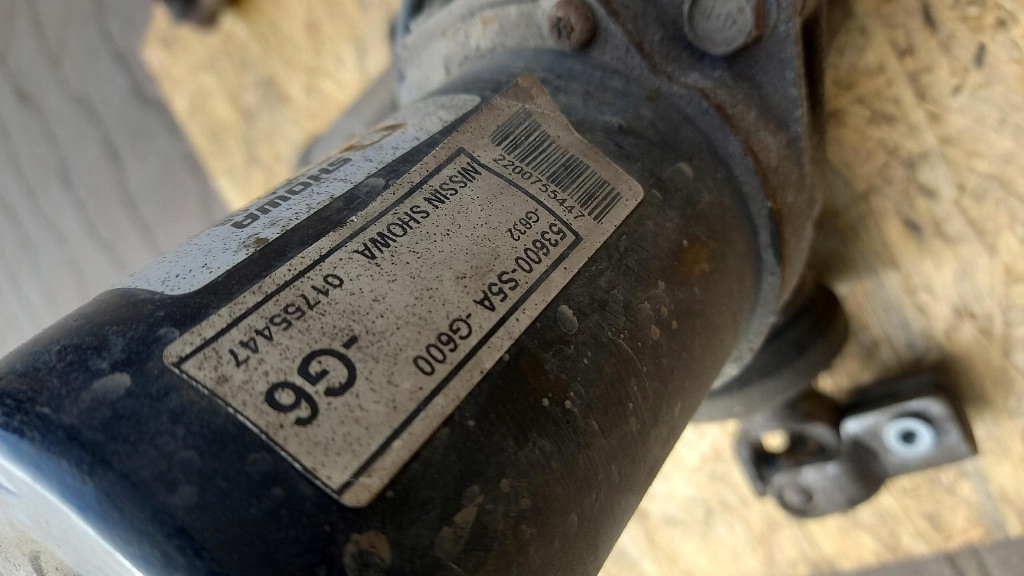 SHOWA
2200755447
-G632
53600-S5A -G600
NISSIN SHOWA 01755447
-G6